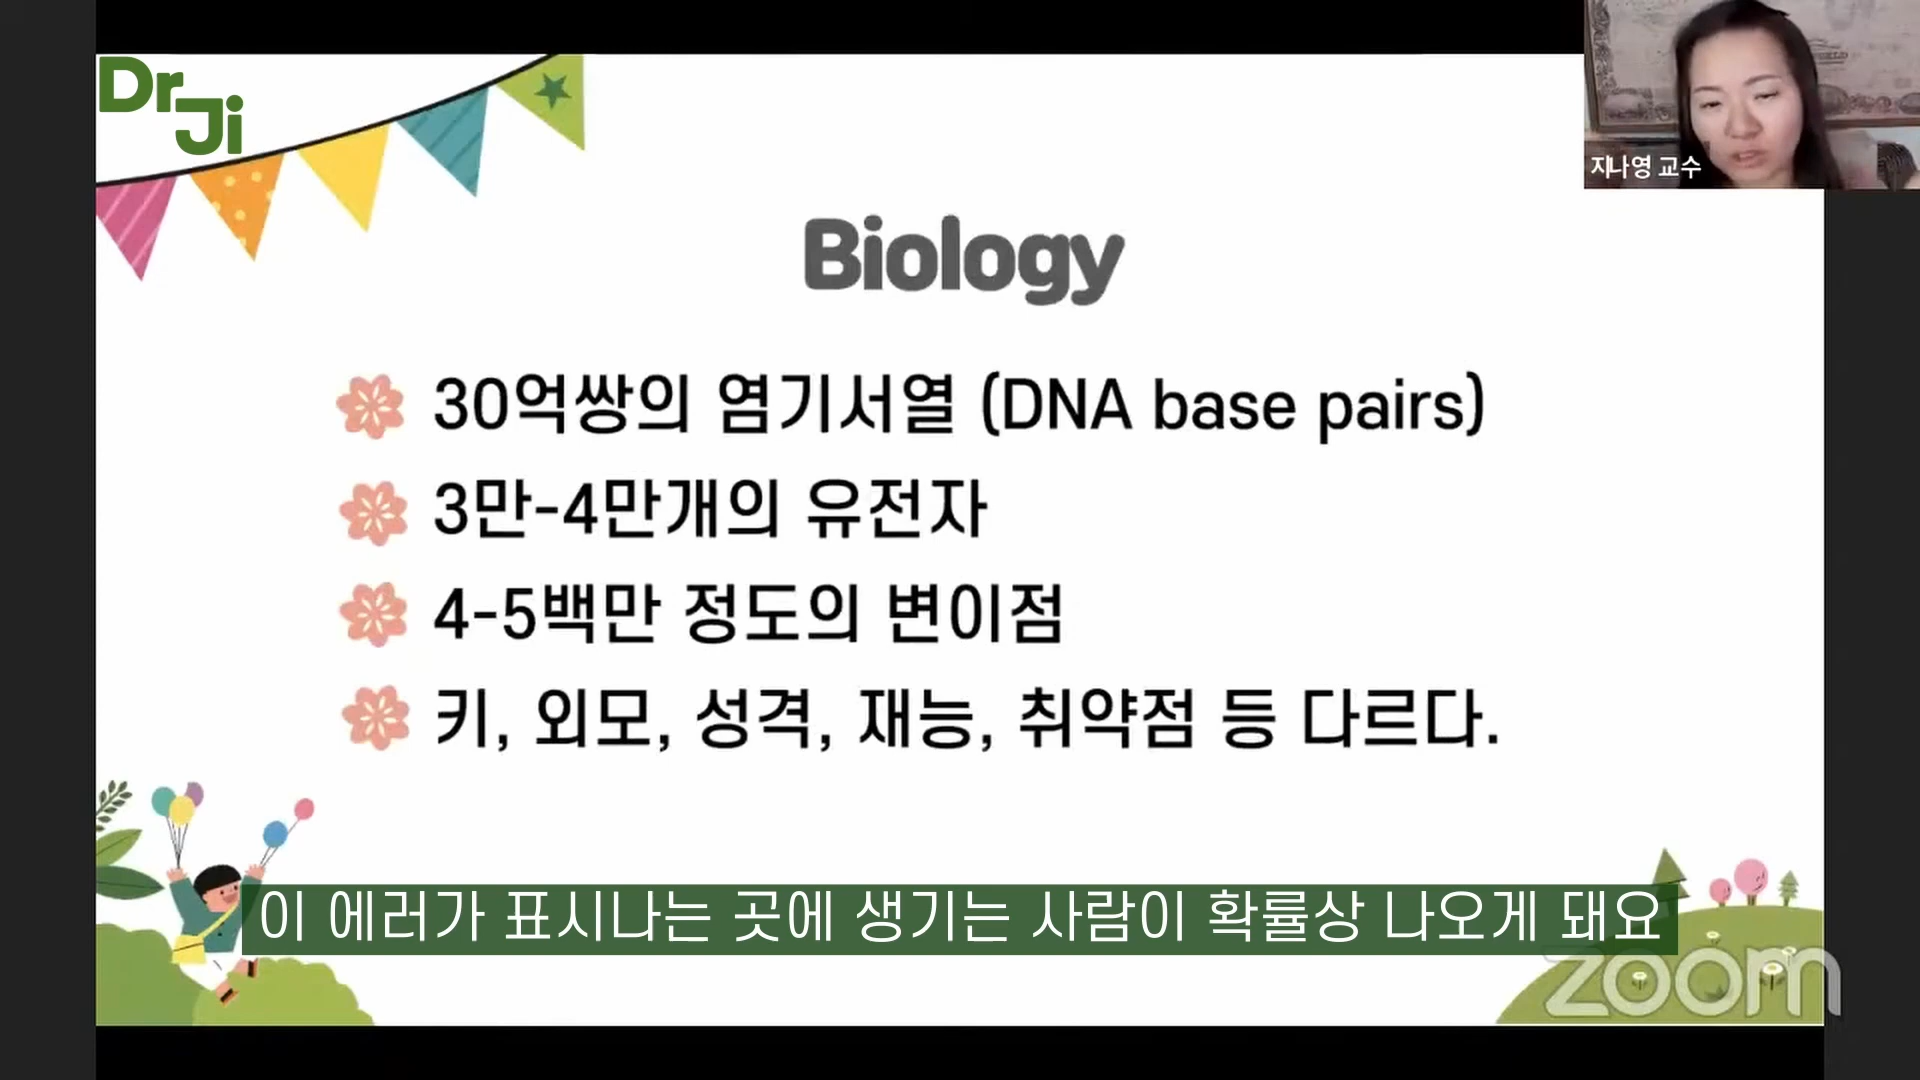 Dr
Ji
지나영 교수
Biology
30억쌍의 염기서열 (DNA base pairs)
3만-4만개의 유전자
4-5백만 정도의 변이점
키, 외모, 성격, 재능, 취약점 등 다르다.
이 에러가 표시나는 곳에 생기는 사람이 확률상 나오게 돼요
zoom